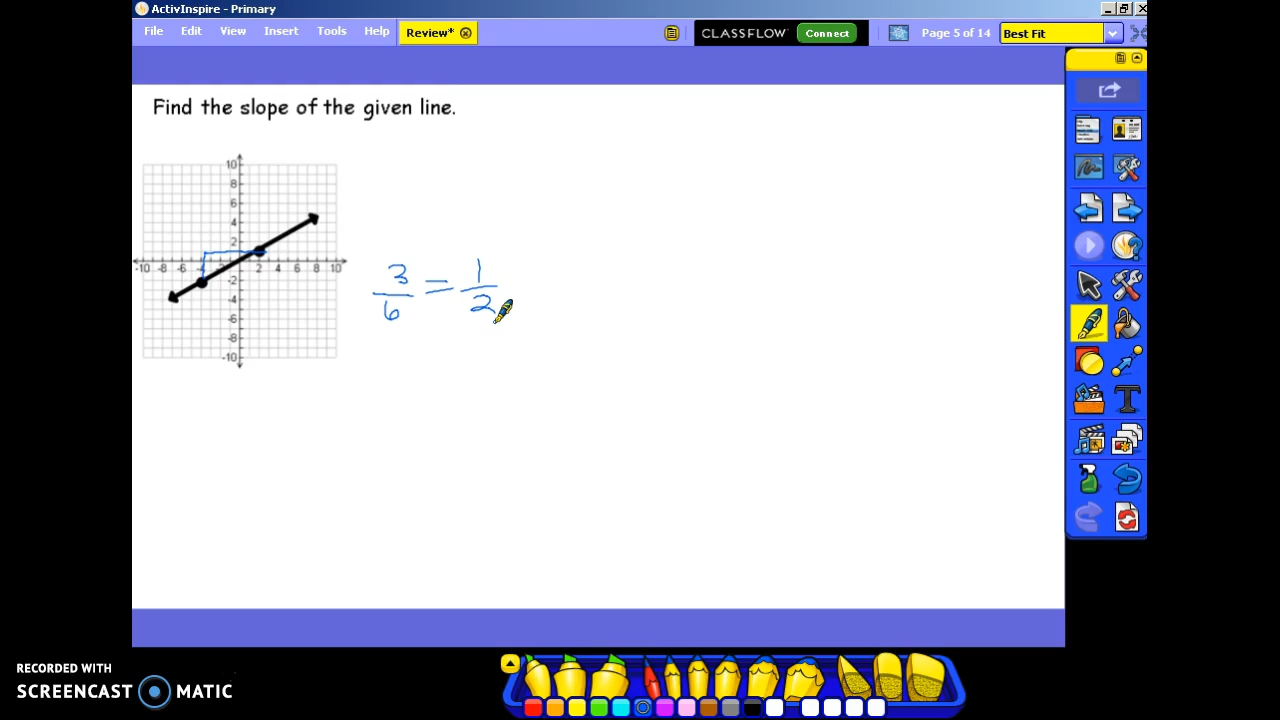 ActivInspire - Primary
File Edit View Insert Tools Help Review* CLASSFLOW Connect Page 5 of 14 Best Fit
Find the slope of the given line.
10
8
6
4
2
-10 -8 -6 -4 2 4 6 8 10
-2
-4
-6
-8
-10
3/6 = 1/2
T
RECORDED WITH
SCREENCAST MATIC